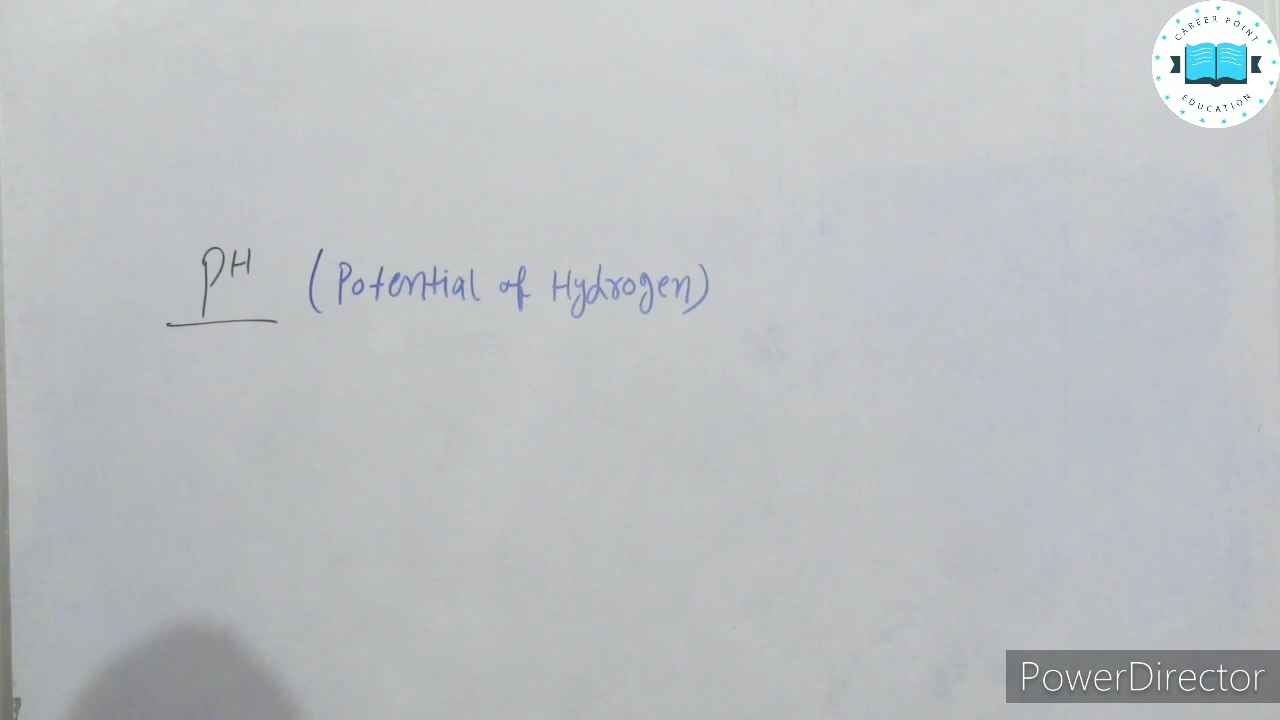 CAREER POINT
EDUCATION
PH (Potential of Hydrogen)
PowerDirector